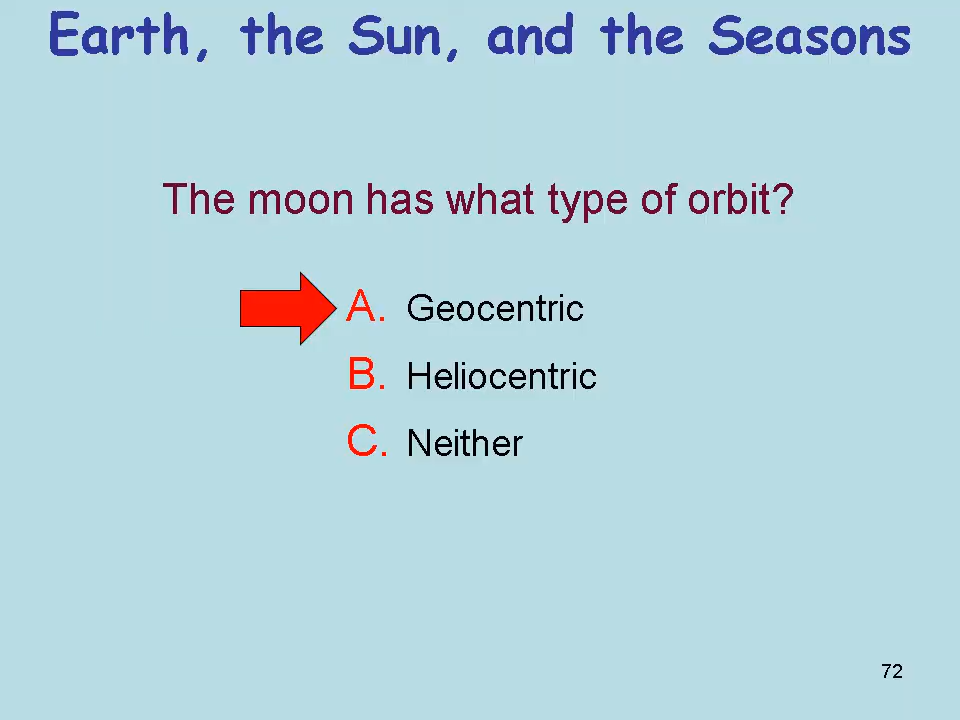 Earth, the Sun, and the Seasons
The moon has what type of orbit?
A. Geocentric
B. Heliocentric
C. Neither
72